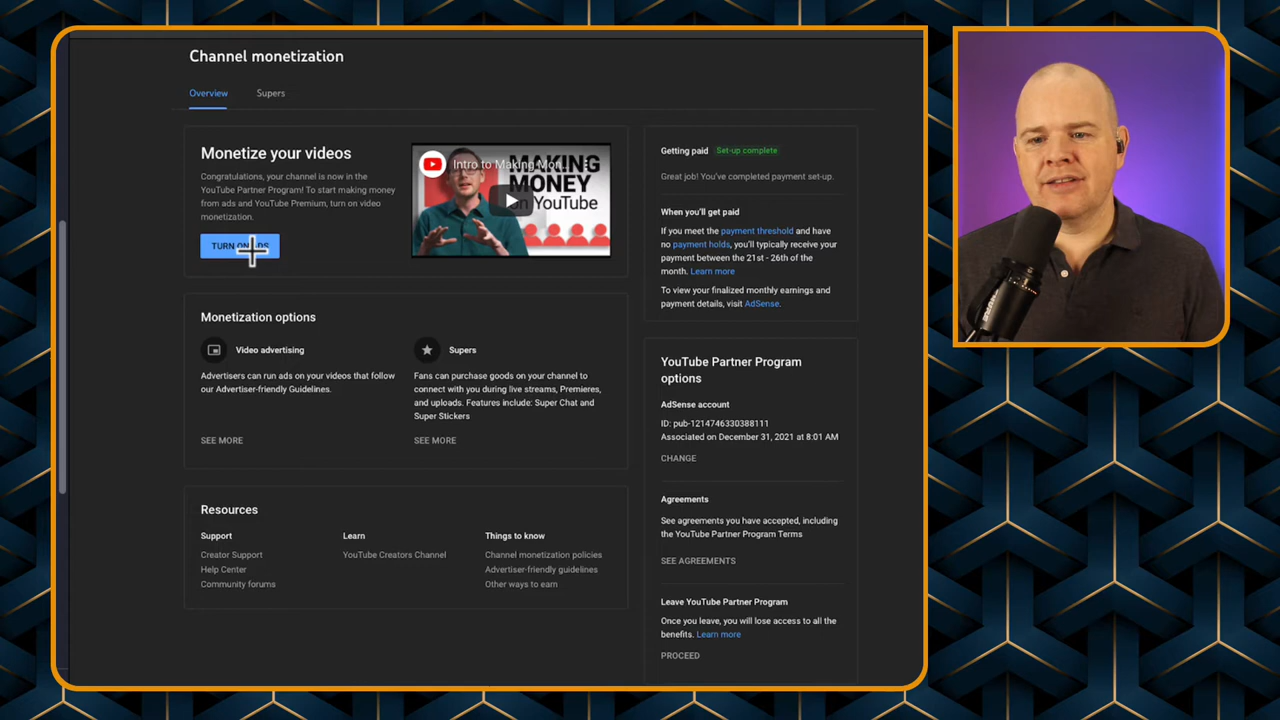 Channel monetization
Overview
Supers
Monetize your videos
Congratulations, your channel is now in the
YouTube Partner Program! To start making money
from ads and YouTube Premium, turn on video
monetization.
TURN ON ADS
Intro to Making Mon...
MAKING
MONEY
on YouTube
Monetization options
Video advertising
Advertisers can run ads on your videos that follow
our Advertiser-friendly Guidelines.
SEE MORE
Supers
Fans can purchase goods on your channel to
connect with you during live streams, Premieres,
and uploads. Features include: Super Chat and
Super Stickers
SEE MORE
Resources
Support
Creator Support
Help Center
Community forums
Learn
YouTube Creators Channel
Things to know
Channel monetization policies
Advertiser-friendly guidelines
Other ways to earn
Getting paid Set-up complete
Great job! You've completed payment set-up.
When you'll get paid
If you meet the payment threshold and have
no payment holds, you'll typically receive your
payment between the 21st - 26th of the
month. Learn more
To view your finalized monthly earnings and
payment details, visit AdSense.
YouTube Partner Program
options
AdSense account
ID: pub-1214746330388111
Associated on December 31, 2021 at 8:01 AM
CHANGE
Agreements
See agreements you have accepted, including
the YouTube Partner Program Terms
SEE AGREEMENTS
Leave YouTube Partner Program
Once you leave, you will lose access to all the
benefits. Learn more
PROCEED
SHURE